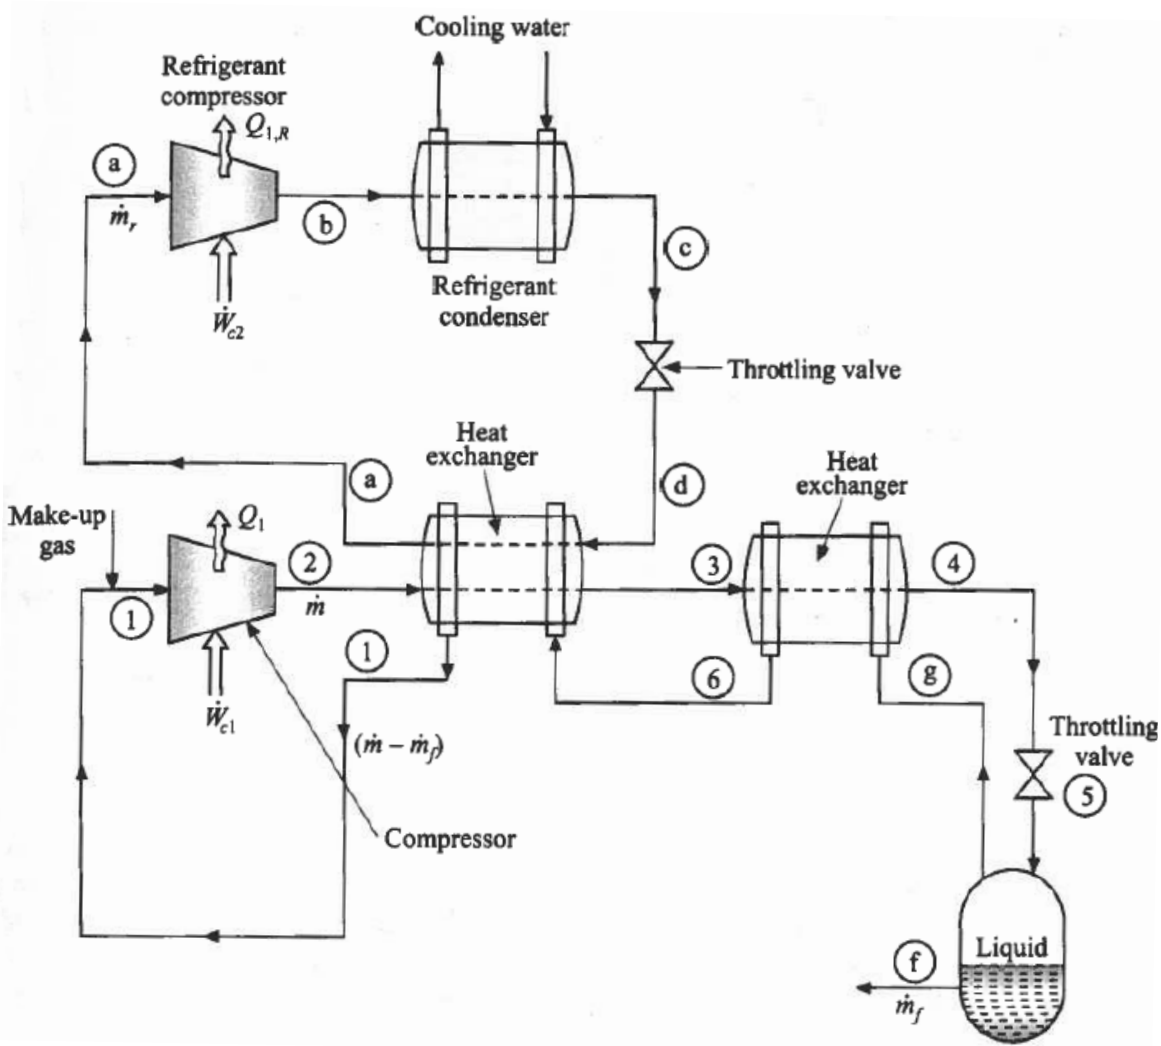 Cooling water
Refrigerant
compressor
Q1,R
a
ṁr
b
Ẇc2
c
Refrigerant
condenser
Throttling valve
Heat
exchanger
a
d
Heat
exchanger
Make-up
gas
Q1
2
ṁ
3
4
1
1
6
g
Ẇc1
(ṁ − ṁf)
Throttling
valve
5
Compressor
Liquid
f
ṁf